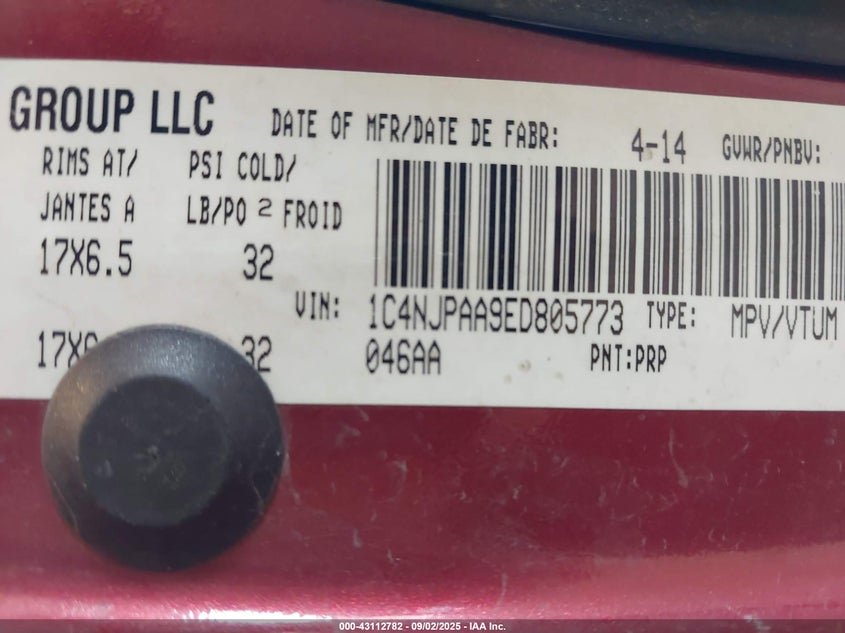 GROUP LLC DATE OF MFR/DATE DE FABR: 4-14 GVWR/PNBV:
RIMS AT/ PSI COLD/
JANTES A LB/PO 2 FROID
17X6.5 32
VIN: 1C4NJPAA9ED805773 TYPE: MPV/VTUM
32 046AA PNT:PRP
000-43112782 - 09/02/2025 - IAA Inc.